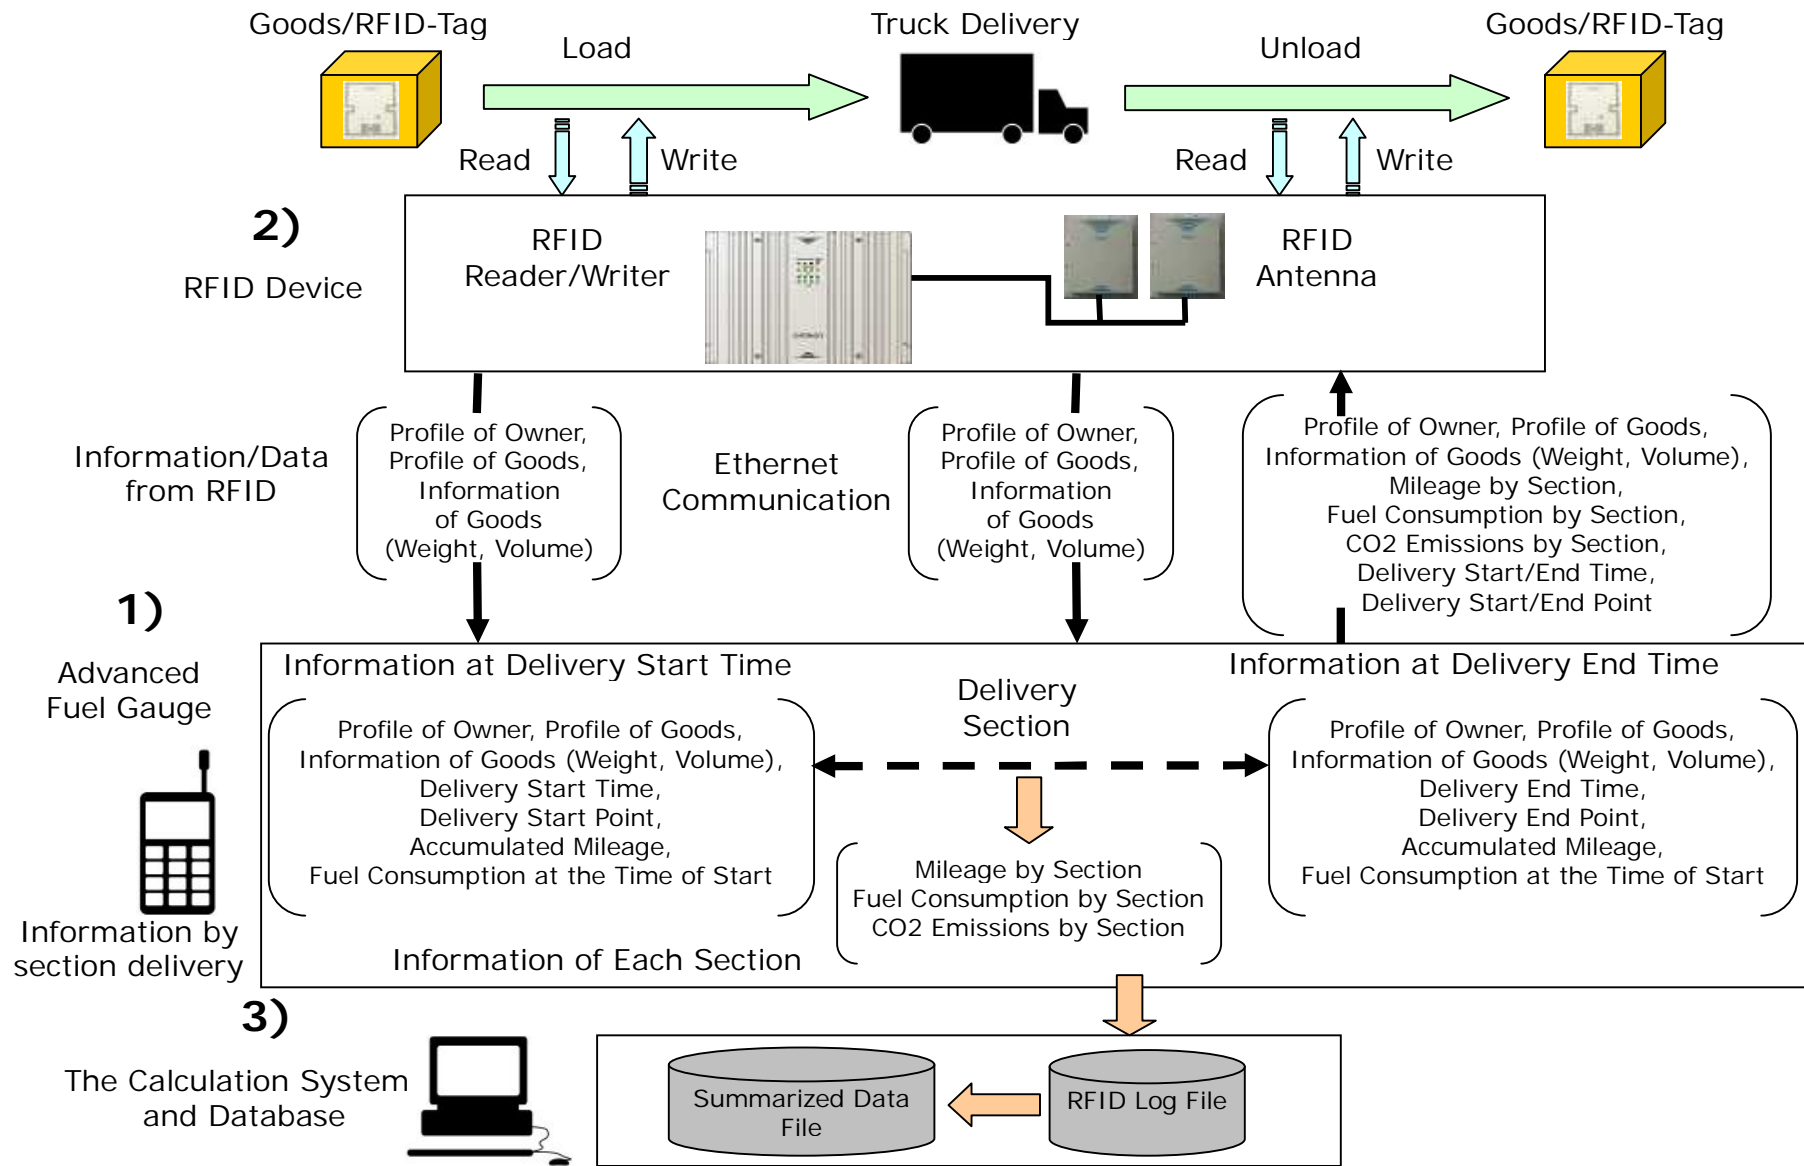 Goods/RFID-Tag
Load
Truck Delivery
Unload
Goods/RFID-Tag
Read
Write
Read
Write
2)
RFID Device
RFID
Reader/Writer
RFID
Antenna
Information/Data
from RFID
Profile of Owner,
Profile of Goods,
Information
of Goods
(Weight, Volume)
Ethernet
Communication
Profile of Owner,
Profile of Goods,
Information
of Goods
(Weight, Volume)
Profile of Owner, Profile of Goods,
Information of Goods (Weight, Volume),
Mileage by Section,
Fuel Consumption by Section,
CO2 Emissions by Section,
Delivery Start/End Time,
Delivery Start/End Point
1)
Advanced
Fuel Gauge
Information by
section delivery
Information at Delivery Start Time
Profile of Owner, Profile of Goods,
Information of Goods (Weight, Volume),
Delivery Start Time,
Delivery Start Point,
Accumulated Mileage,
Fuel Consumption at the Time of Start
Delivery
Section
Mileage by Section
Fuel Consumption by Section
CO2 Emissions by Section
Information at Delivery End Time
Profile of Owner, Profile of Goods,
Information of Goods (Weight, Volume),
Delivery End Time,
Delivery End Point,
Accumulated Mileage,
Fuel Consumption at the Time of Start
Information of Each Section
3)
The Calculation System
and Database
Summarized Data
File
RFID Log File